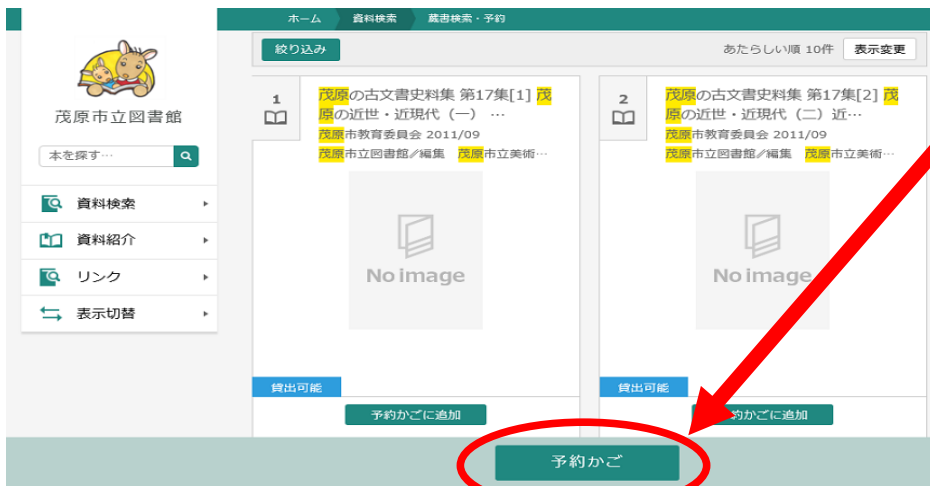 ホーム 資料検索 蔵書検索・予約
絞り込み
あたらしい順 10件 表示変更
茂原市立図書館
本を探す…
資料検索
資料紹介
リンク
表示切替
1
茂原の古文書史料集 第17集[1] 茂
原の近世・近現代（一） …
茂原市教育委員会 2011/09
茂原市立図書館／編集 茂原市立美術…
No image
貸出可能
予約かごに追加
2
茂原の古文書史料集 第17集[2] 茂
原の近世・近現代（二）近…
茂原市教育委員会 2011/09
茂原市立図書館／編集 茂原市立美術…
No image
貸出可能
約かごに追加
予約かご